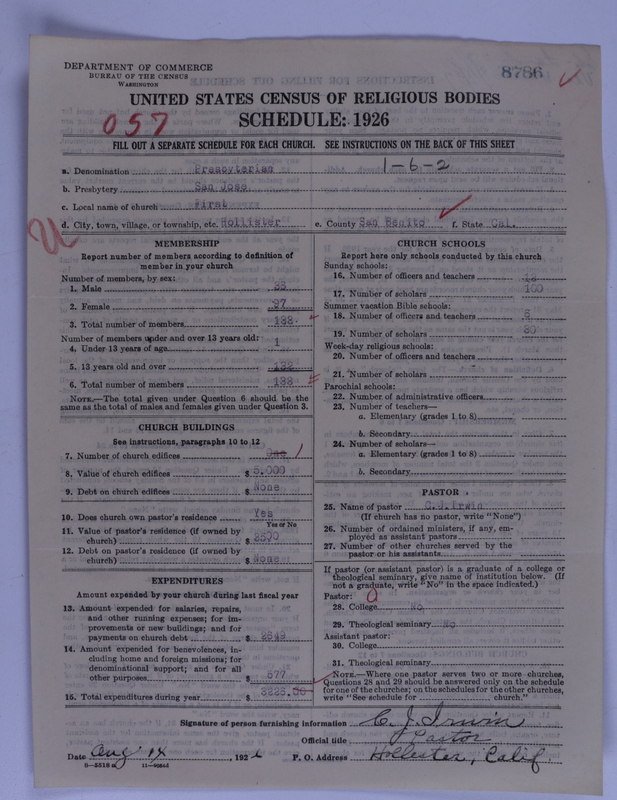 DEPARTMENT OF COMMERCE
BUREAU OF THE CENSUS
WASHINGTON
8786
UNITED STATES CENSUS OF RELIGIOUS BODIES
SCHEDULE: 1926
057
FILL OUT A SEPARATE SCHEDULE FOR EACH CHURCH. SEE INSTRUCTIONS ON THE BACK OF THIS SHEET
1-6-2
a. Denomination Presbyterian
b. Presbytery San Jose
c. Local name of church First
d. City, town, village, or township, etc. Hollister e. County San Benito f. State Cal.
MEMBERSHIP
Report number of members according to definition of
member in your church
Number of members, by sex:
1. Male
2. Female 97
3. Total number of members
Number of members under and over 13 years old:
4. Under 13 years of age 1
5. 13 years old and over
6. Total number of members
NOTE.—The total given under Question 6 should be the
same as the total of males and females given under Question 3.
CHURCH BUILDINGS
See instructions, paragraphs 10 to 12
7. Number of church edifices One 1
8. Value of church edifices $ 5.000
9. Debt on church edifices $ None
10. Does church own pastor's residence Yes
Yes or No
11. Value of pastor's residence (if owned by
church) $ 2500
12. Debt on pastor's residence (if owned by
church) $ None
EXPENDITURES
Amount expended by your church during last fiscal year
13. Amount expended for salaries, repairs,
and other running expenses; for im-
provements or new buildings; and for
payments on church debt $
14. Amount expended for benevolences, in-
cluding home and foreign missions; for
denominational support; and for all
other purposes $ 577
15. Total expenditures during year $
CHURCH SCHOOLS
Report here only schools conducted by this church
Sunday schools:
16. Number of officers and teachers
17. Number of scholars 100
Summer vacation Bible schools:
18. Number of officers and teachers 6
19. Number of scholars
Week-day religious schools:
20. Number of officers and teachers
21. Number of scholars
Parochial schools:
22. Number of administrative officers
23. Number of teachers—
a. Elementary (grades 1 to 8)
b. Secondary
24. Number of scholars—
a. Elementary (grades 1 to 8)
b. Secondary
PASTOR
25. Name of pastor C.J.Irwin
(If church has no pastor, write "None")
26. Number of ordained ministers, if any, em-
ployed as assistant pastors
27. Number of other churches served by the
pastor or his assistants
If pastor (or assistant pastor) is a graduate of a college or
theological seminary, give name of institution below. (If
not a graduate, write "No" in the space indicated.)
Pastor:
28. College No
29. Theological seminary No
Assistant pastor:
30. College
31. Theological seminary
NOTE.—Where one pastor serves two or more churches,
Questions 28 and 29 should be answered only on the schedule
for one of the churches; on the schedules for the other churches,
write "See schedule for church."
Signature of person furnishing information C. J. Irwin
Official title Pastor
Date Aug 14, 1926 P. O. Address Hollister, Calif.